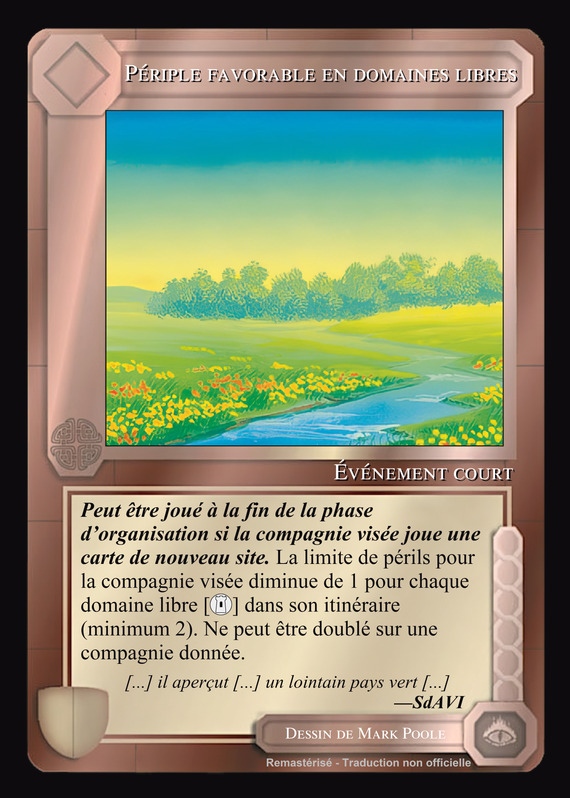 Périple favorable en domaines libres
Événement court
Peut être joué à la fin de la phase
d'organisation si la compagnie visée joue une
carte de nouveau site. La limite de périls pour
la compagnie visée diminue de 1 pour chaque
domaine libre [] dans son itinéraire
(minimum 2). Ne peut être doublé sur une
compagnie donnée.
[...] il aperçut [...] un lointain pays vert [...]
—SdAVI
Dessin de Mark Poole
Remastérisé - Traduction non officielle